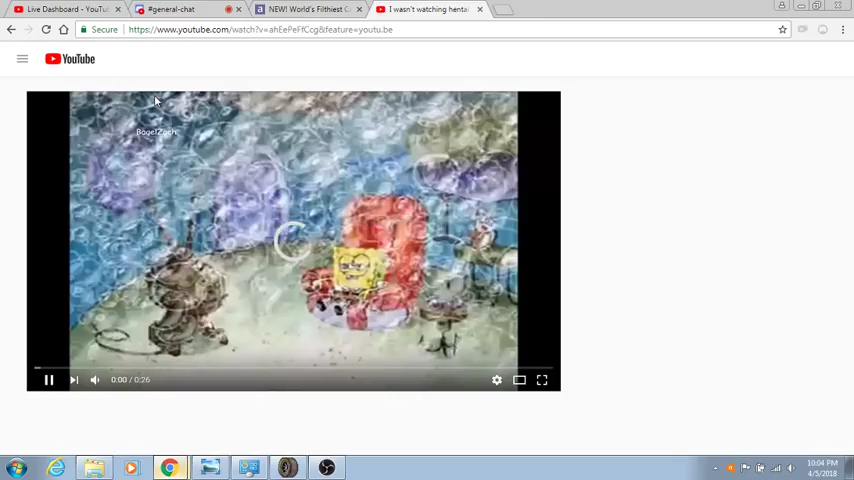 Live Dashboard - YouTu
#general-chat
NEW! World's Filthiest C
I wasn't watching hentai
Secure
https://www.youtube.com/watch?v=ahEePeFfCcg&feature=youtu.be
YouTube
BagelZach
0:00 / 0:26
10:04 PM
4/5/2018